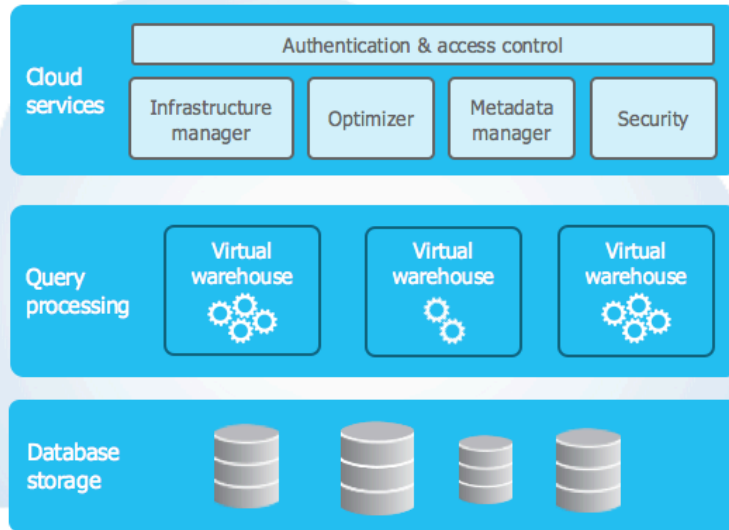 Authentication & access control
Cloud
services
Infrastructure
manager
Optimizer
Metadata
manager
Security
Query
processing
Virtual
warehouse
Virtual
warehouse
Virtual
warehouse
Database
storage